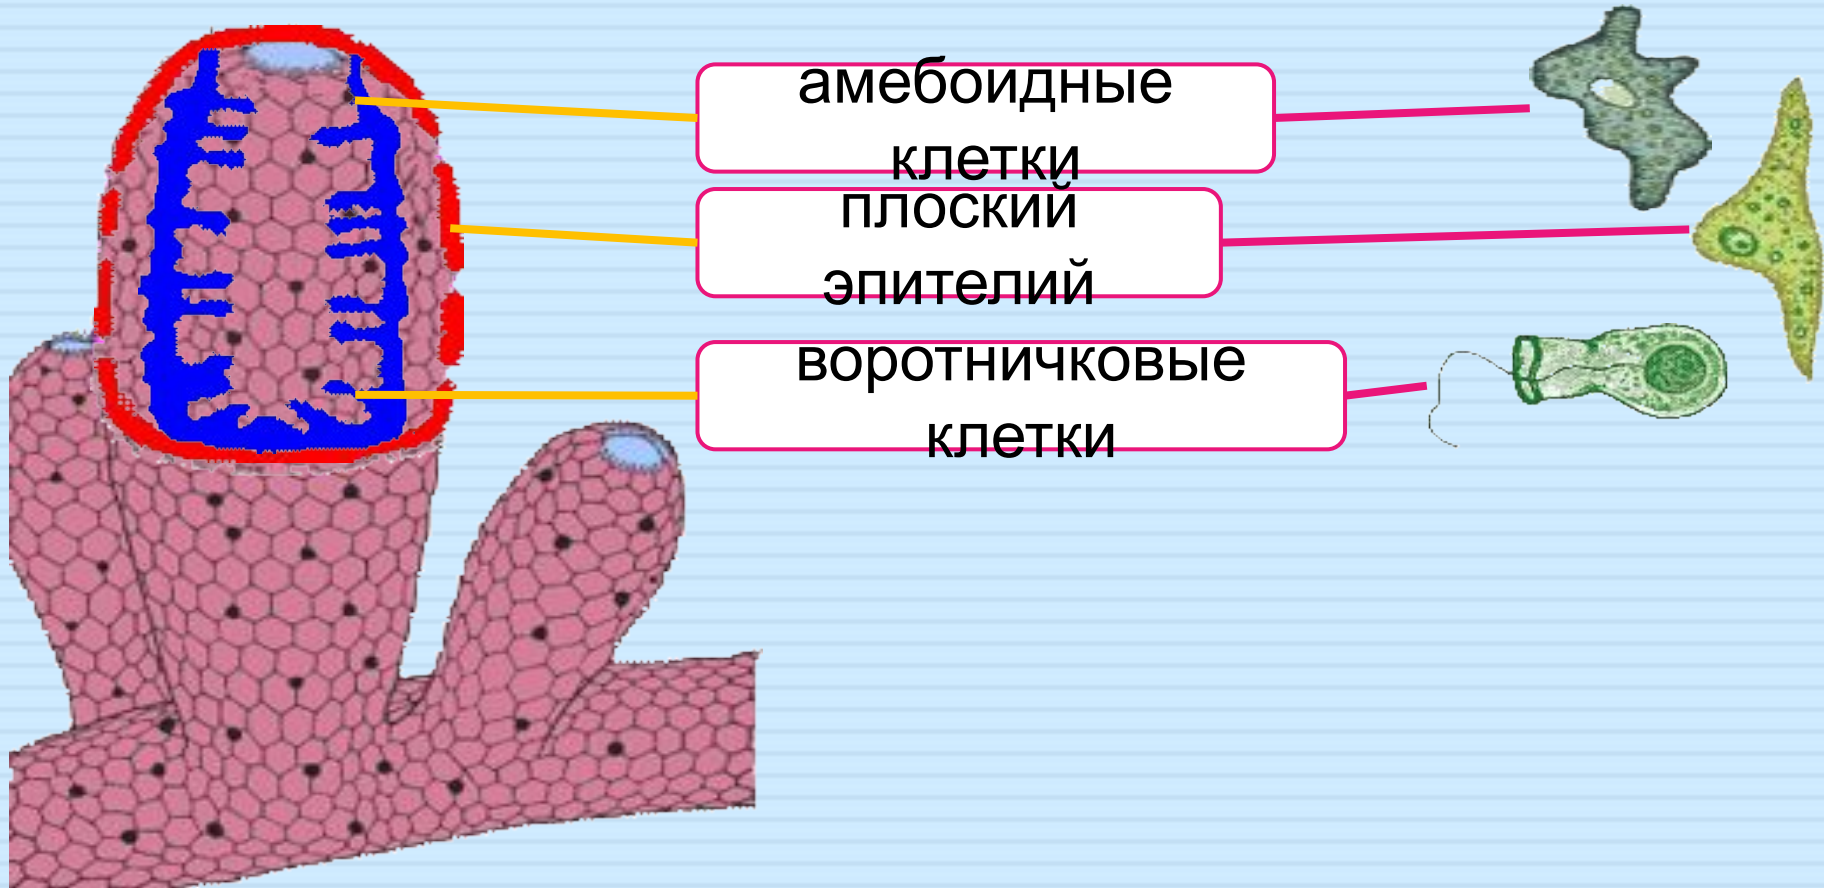 амебоидные
клетки
плоский
эпителий
воротничковые
клетки